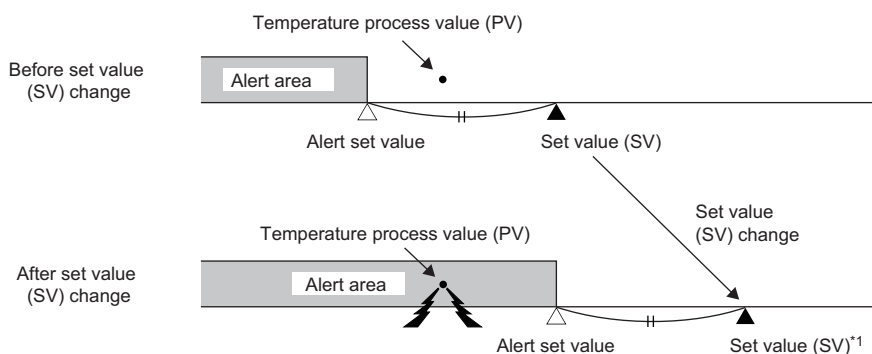 Temperature process value (PV)
Before set value
(SV) change
Alert area
Alert set value
Set value (SV)
Set value
(SV) change
Temperature process value (PV)
After set value
(SV) change
Alert area
Alert set value
Set value (SV)*1